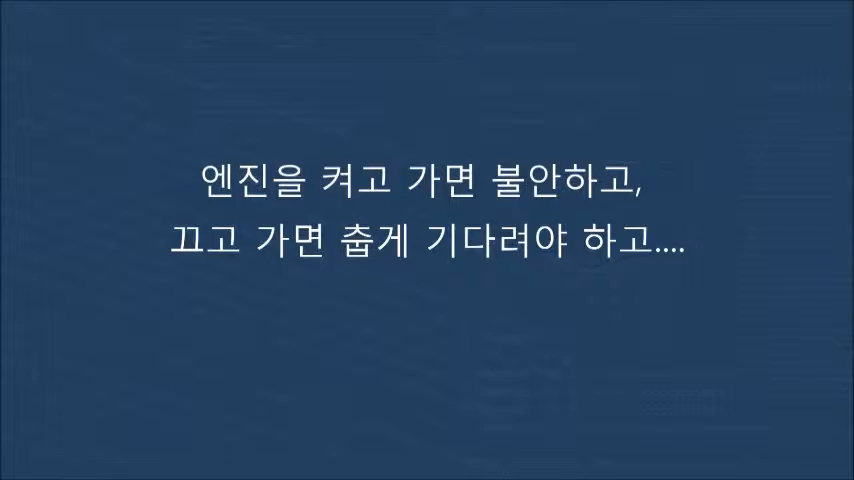 엔진을 켜고 가면 불안하고,
끄고 가면 춥게 기다려야 하고....